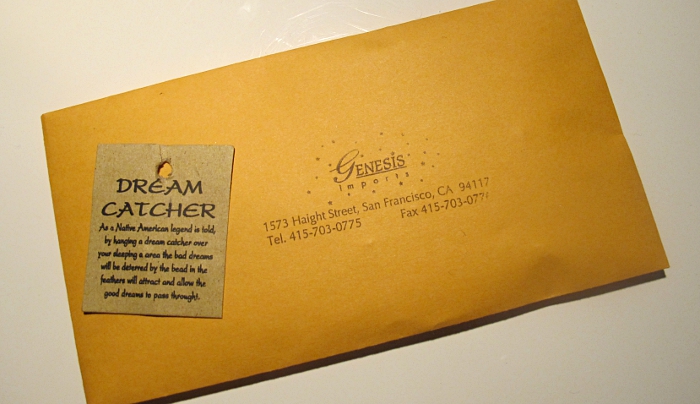 DREAM
CATCHER
As a Native American legend is told,
by hanging a dream catcher over
your sleeping s area the bad dreams
will be deterred by the bead in the
feathers will attract and allow the
good dreams to pass through!.
GENESIS
imports
1573 Haight Street, San Francisco, CA 94117
Tel. 415-703-0775 Fax 415-703-077